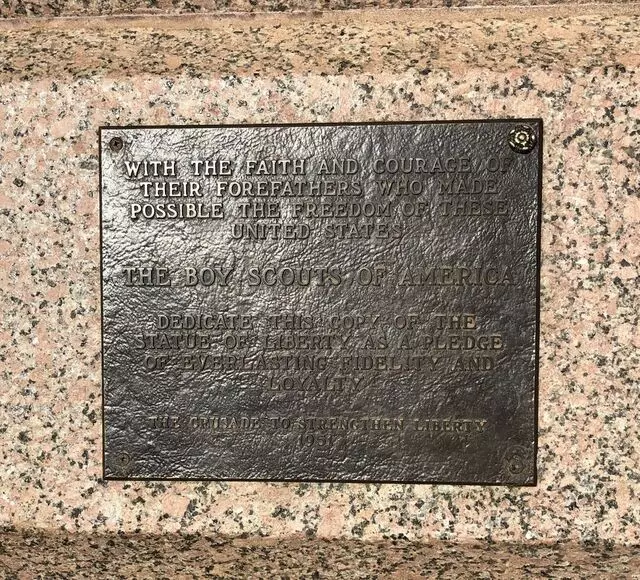 WITH THE FAITH AND COURAGE OF
THEIR FOREFATHERS WHO MADE
POSSIBLE THE FREEDOM OF THESE
UNITED STATES
THE BOY SCOUTS OF AMERICA
DEDICATE THIS COPY OF THE
STATUE OF LIBERTY AS A PLEDGE
OF EVERLASTING FIDELITY AND
LOYALTY
THE CRUSADE TO STRENGTHEN LIBERTY
1951